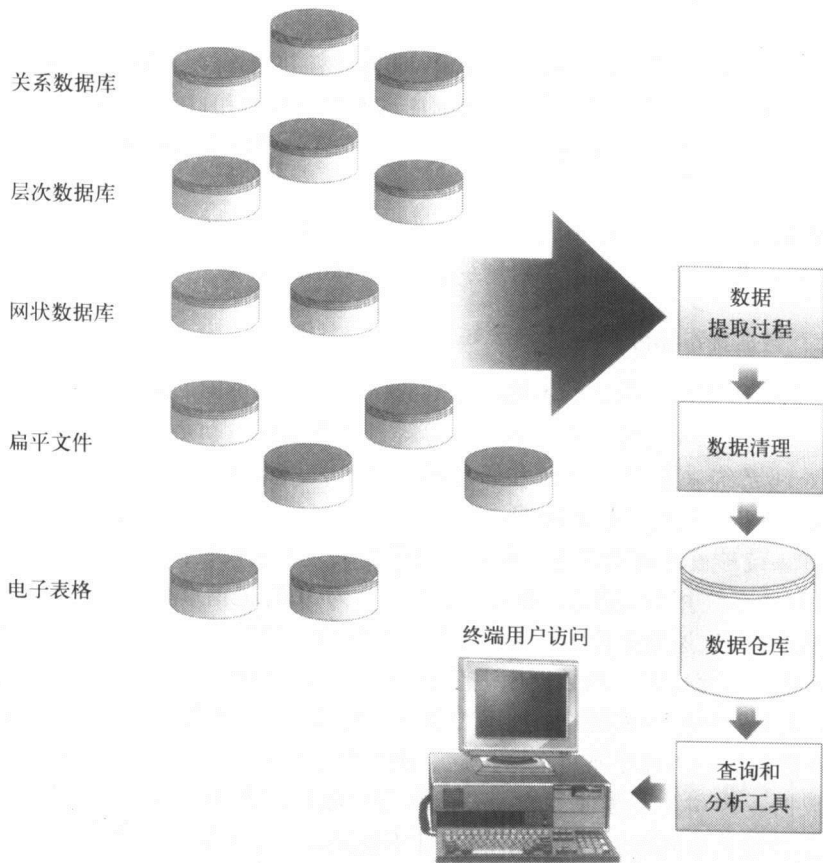 关系数据库
层次数据库
网状数据库
扁平文件
电子表格
数据
提取过程
数据清理
数据仓库
查询和
分析工具
终端用户访问